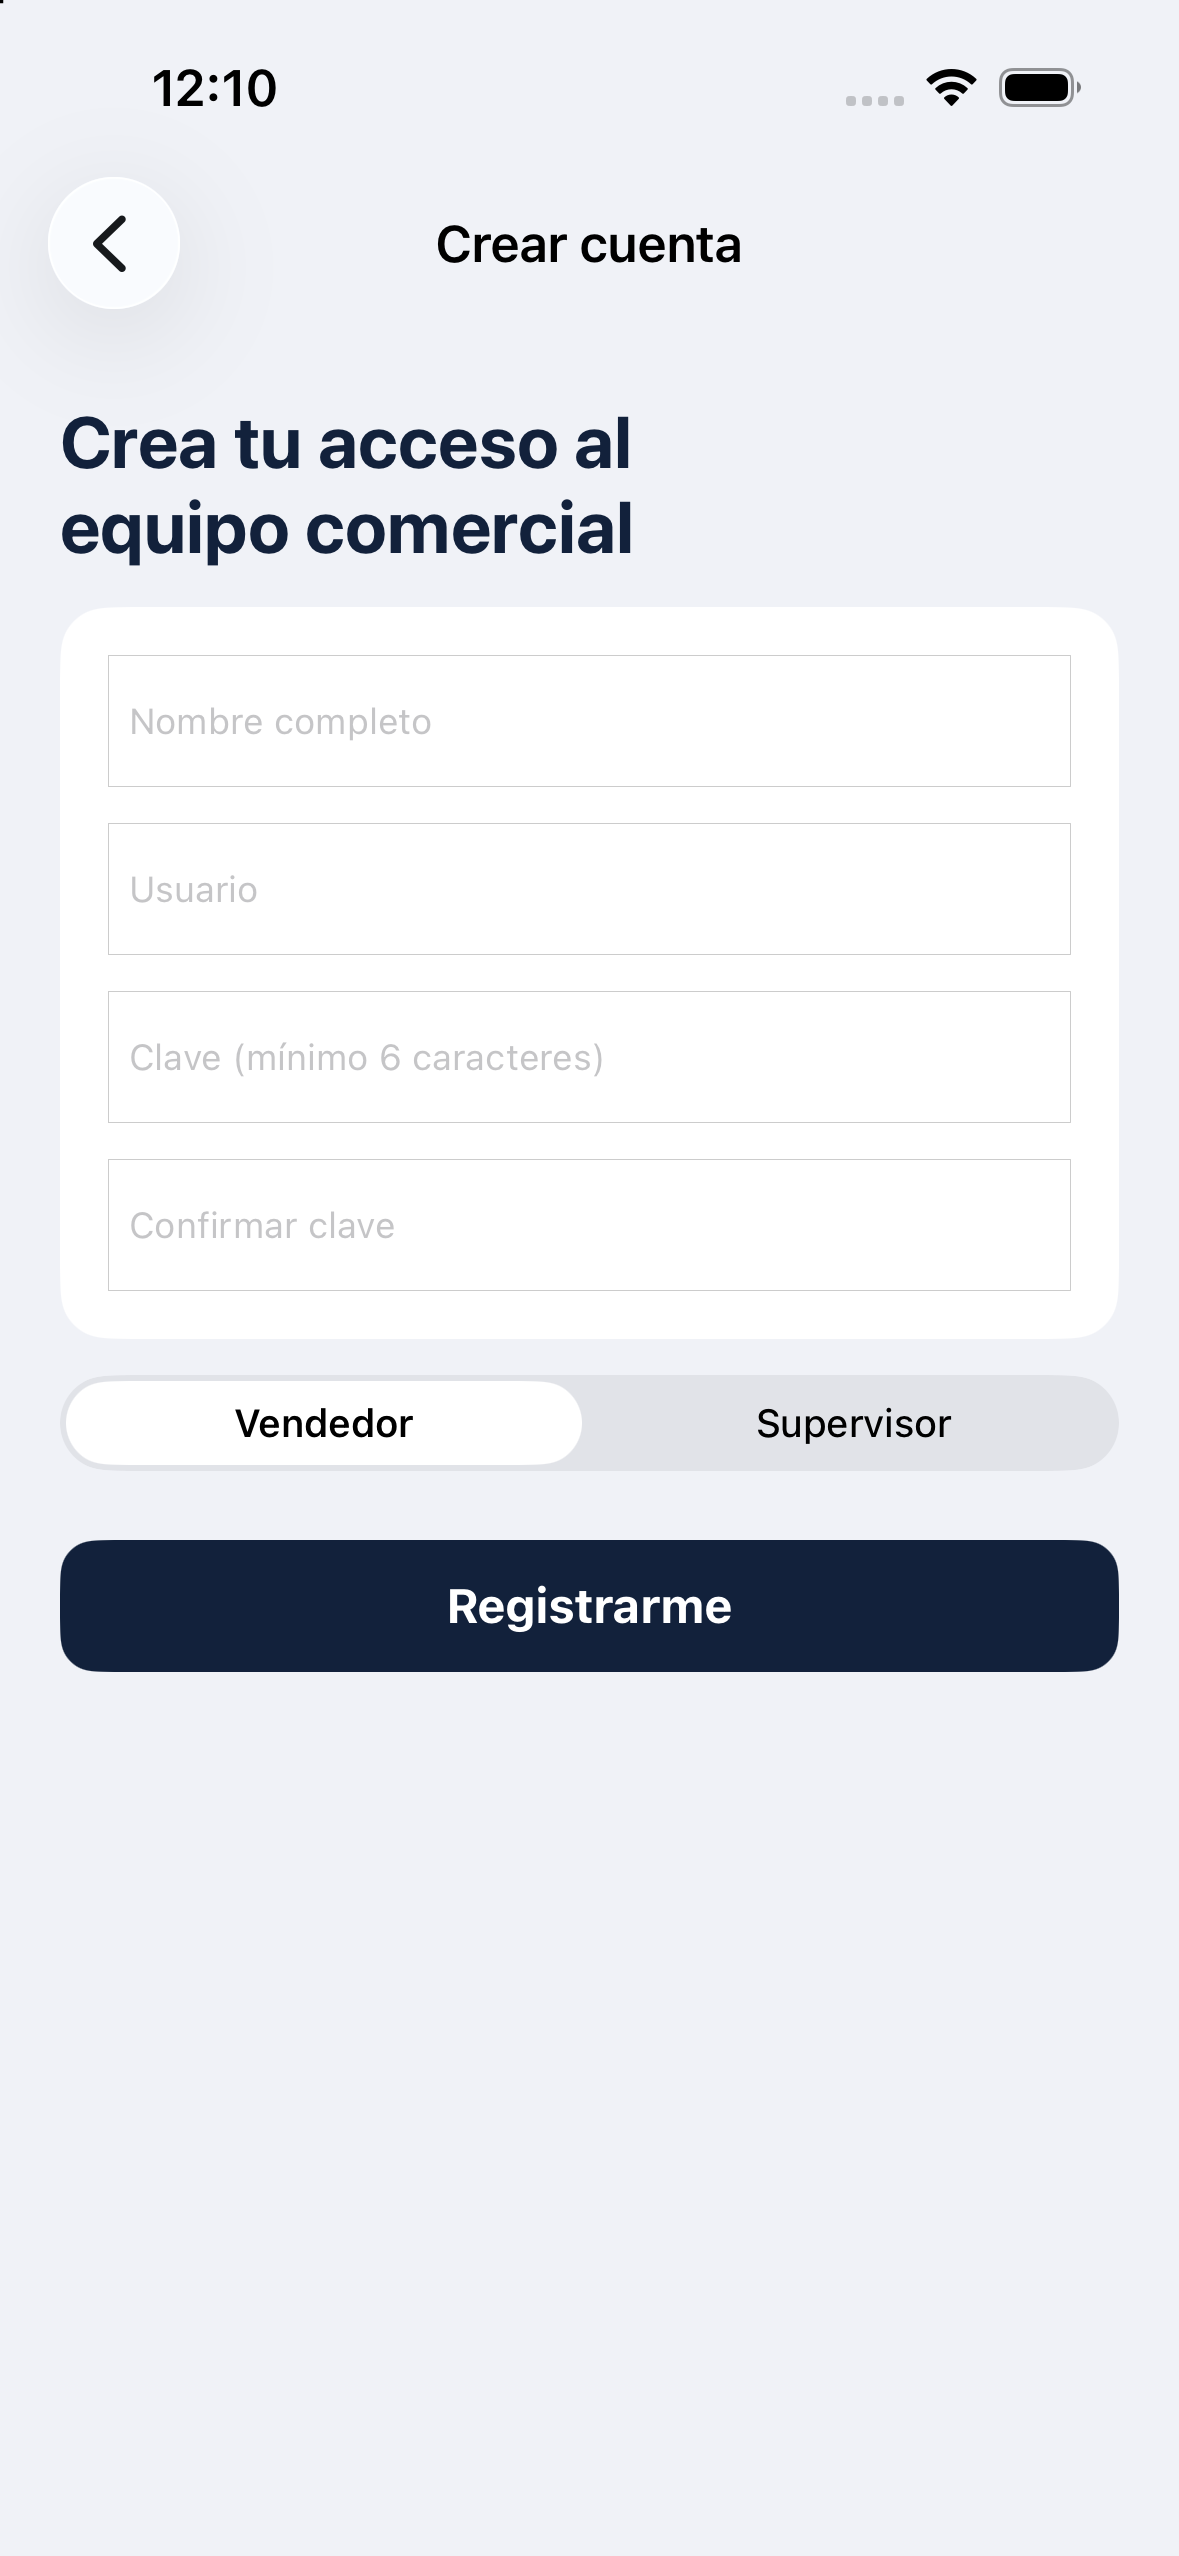 12:10
Crear cuenta
Crea tu acceso al
equipo comercial
Nombre completo
Usuario
Clave (mínimo 6 caracteres)
Confirmar clave
Vendedor
Supervisor
Registrarme